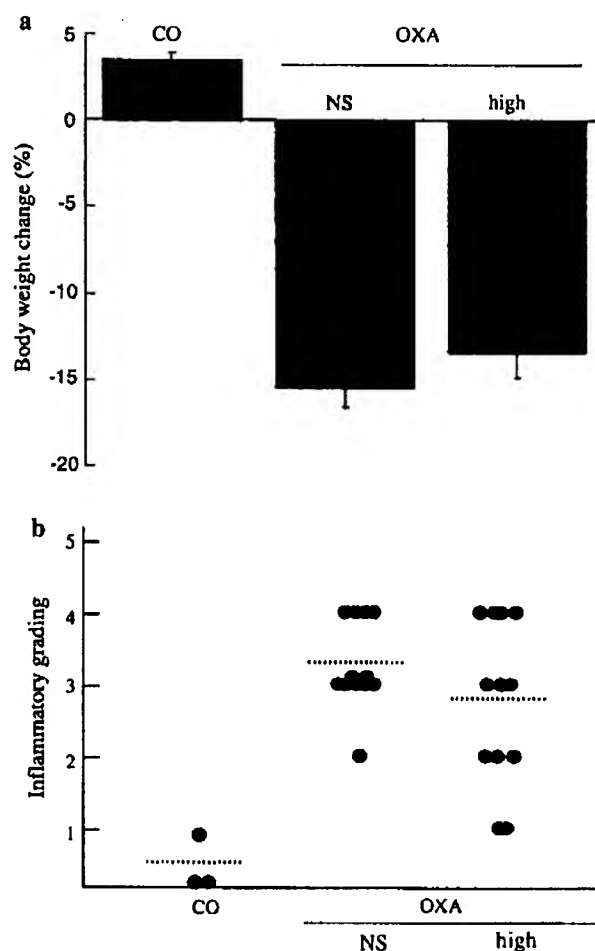 a
CO OXA
NS high
5
0
-5
-10
-15
-20
Body weight change (%)
b
5
4
3
2
1
Inflammatory grading
CO OXA
NS high